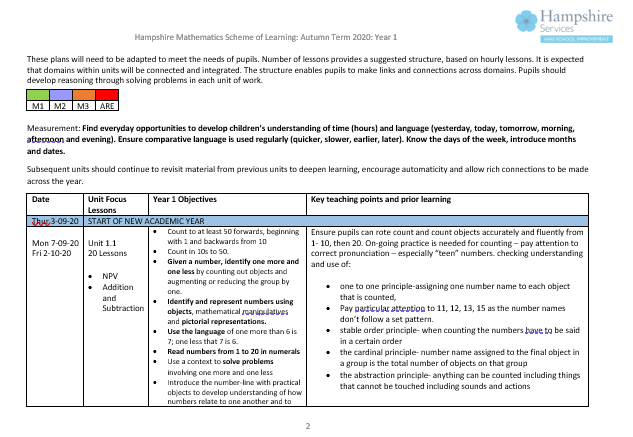 Hampshire Mathematics Scheme of Learning: Autumn Term 2020: Year 1
Hampshire
Services
These plans will need to be adapted to meet the needs of pupils. Number of lessons provides a suggested structure, based on hourly lessons. It is expected
that domains within units will be connected and integrated. The structure enables pupils to make links and connections across domains. Pupils should
develop reasoning through solving problems in each unit of work.
M1 M2 M3 ARE
Measurement: Find everyday opportunities to develop children's understanding of time (hours) and language (yesterday, today, tomorrow, morning,
afternoon and evening). Ensure comparative language is used regularly (quicker, slower, earlier, later). Know the days of the week, introduce months
and dates.
Subsequent units should continue to revisit material from previous units to deepen learning, encourage automaticity and allow rich connections to be made
across the year.
Date
Unit Focus
Lessons
Year 1 Objectives
Key teaching points and prior learning
Thur 3-09-20 START OF NEW ACADEMIC YEAR
Mon 7-09-20
Fri 2-10-20
Unit 1.1
20 Lessons
• NPV
• Addition
and
Subtraction
• Count to at least 50 forwards, beginning
with 1 and backwards from 10
• Count in 10s to 50.
• Given a number, identify one more and
one less by counting out objects and
augmenting or reducing the group by
one.
• Identify and represent numbers using
objects, mathematical manipulatives
and pictorial representations.
• Use the language of one more than 6 is
7; one less that 7 is 6.
• Read numbers from 1 to 20 in numerals
• Use a context to solve problems
involving one more and one less
• Introduce the number-line with practical
objects to develop understanding of how
numbers relate to one another and to
Ensure pupils can rote count and count objects accurately and fluently from
1- 10, then 20. On-going practice is needed for counting – pay attention to
correct pronunciation – especially "teen" numbers. checking understanding
and use of:
• one to one principle-assigning one number name to each object
that is counted,
• Pay particular attention to 11, 12, 13, 15 as the number names
don't follow a set pattern.
• stable order principle- when counting the numbers have to be said
in a certain order
• the cardinal principle- number name assigned to the final object in
a group is the total number of objects on that group
• the abstraction principle- anything can be counted including things
that cannot be touched including sounds and actions
2